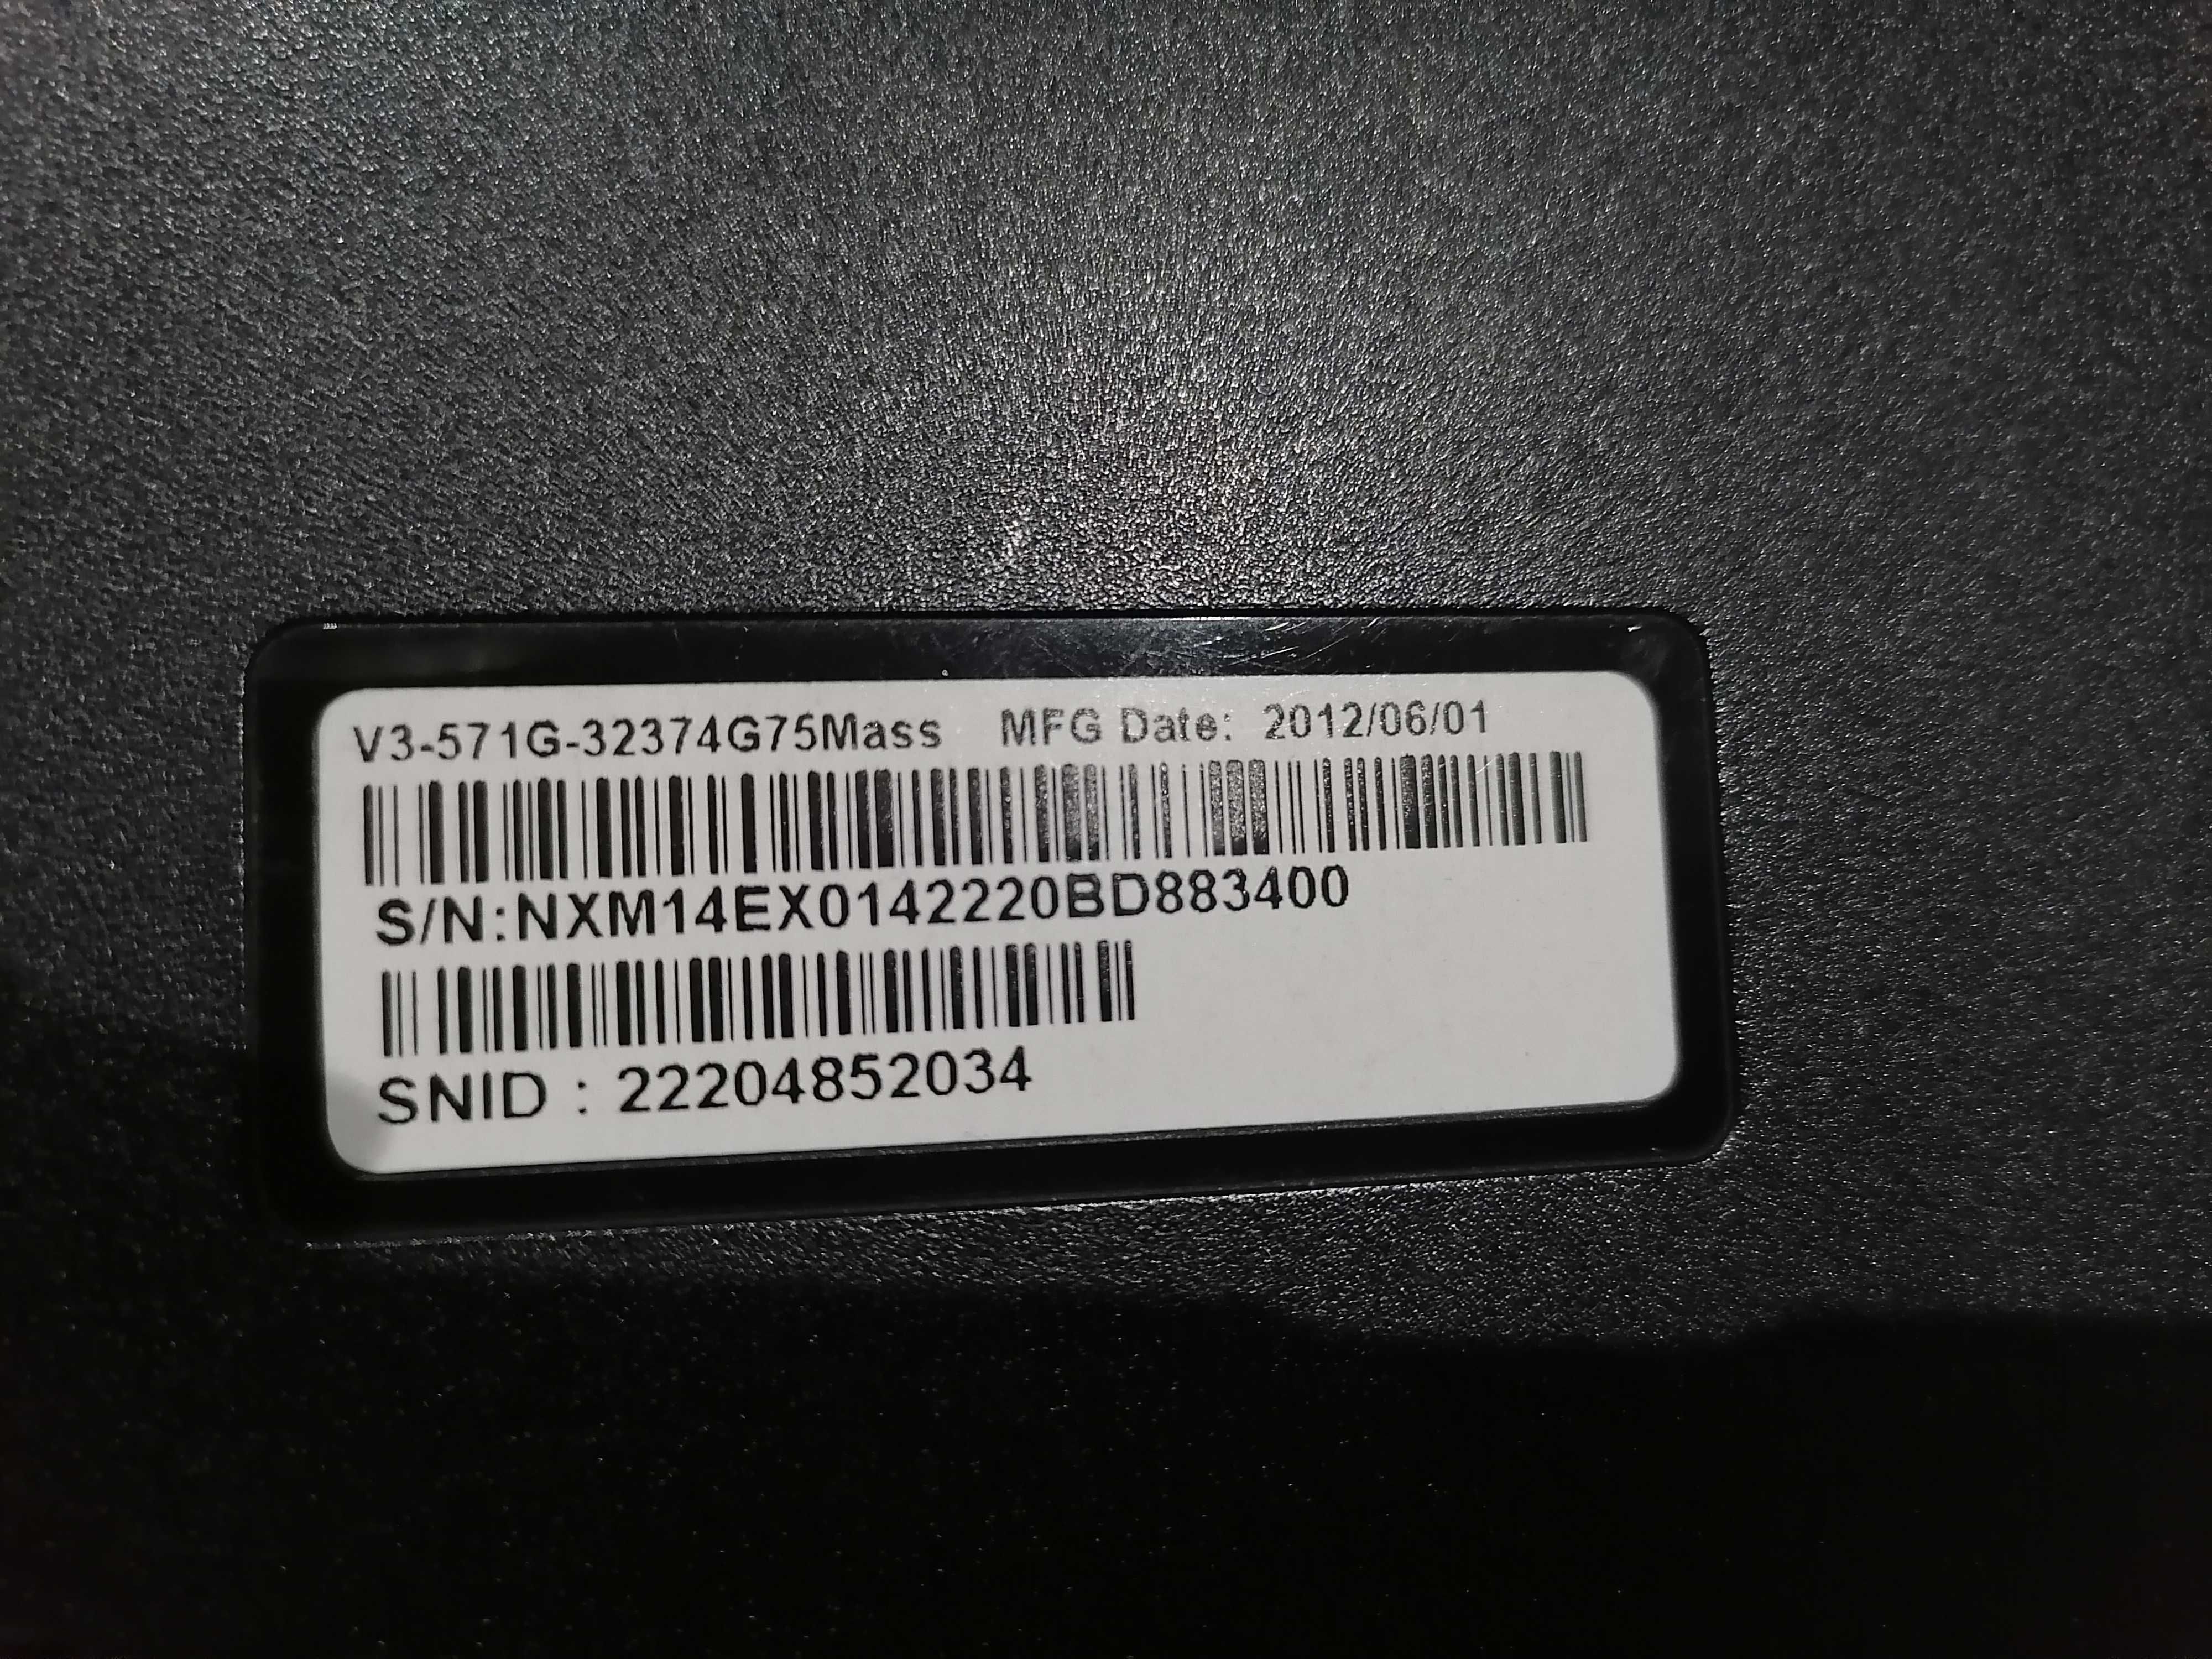 V3-571G-32374G75Mass MFG Date: 2012/06/01
S/N:NXM14EX0142220BD883400
SNID : 22204852034